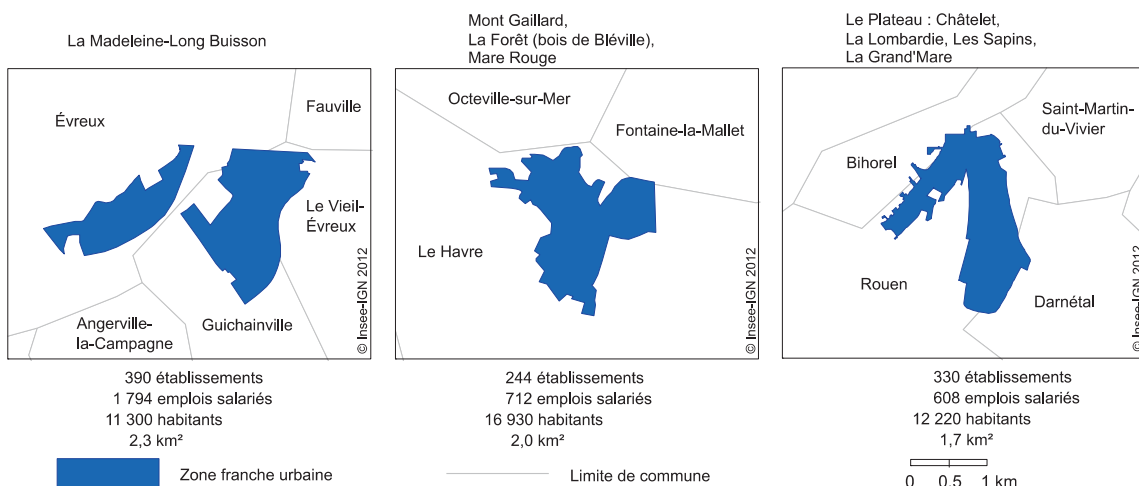 La Madeleine-Long Buisson
Évreux
Fauville
Le Vieil-
Évreux
Angerville-
la-Campagne
Guichainville
© Insee-IGN 2012
390 établissements
1 794 emplois salariés
11 300 habitants
2,3 km²
Mont Gaillard,
La Forêt (bois de Bléville),
Mare Rouge
Octeville-sur-Mer
Fontaine-la-Mallet
Le Havre
© Insee-IGN 2012
244 établissements
712 emplois salariés
16 930 habitants
2,0 km²
Le Plateau : Châtelet,
La Lombardie, Les Sapins,
La Grand'Mare
Saint-Martin-
du-Vivier
Bihorel
Rouen
Darnétal
© Insee-IGN 2012
330 établissements
608 emplois salariés
12 220 habitants
1,7 km²
Zone franche urbaine
Limite de commune
0 0,5 1 km